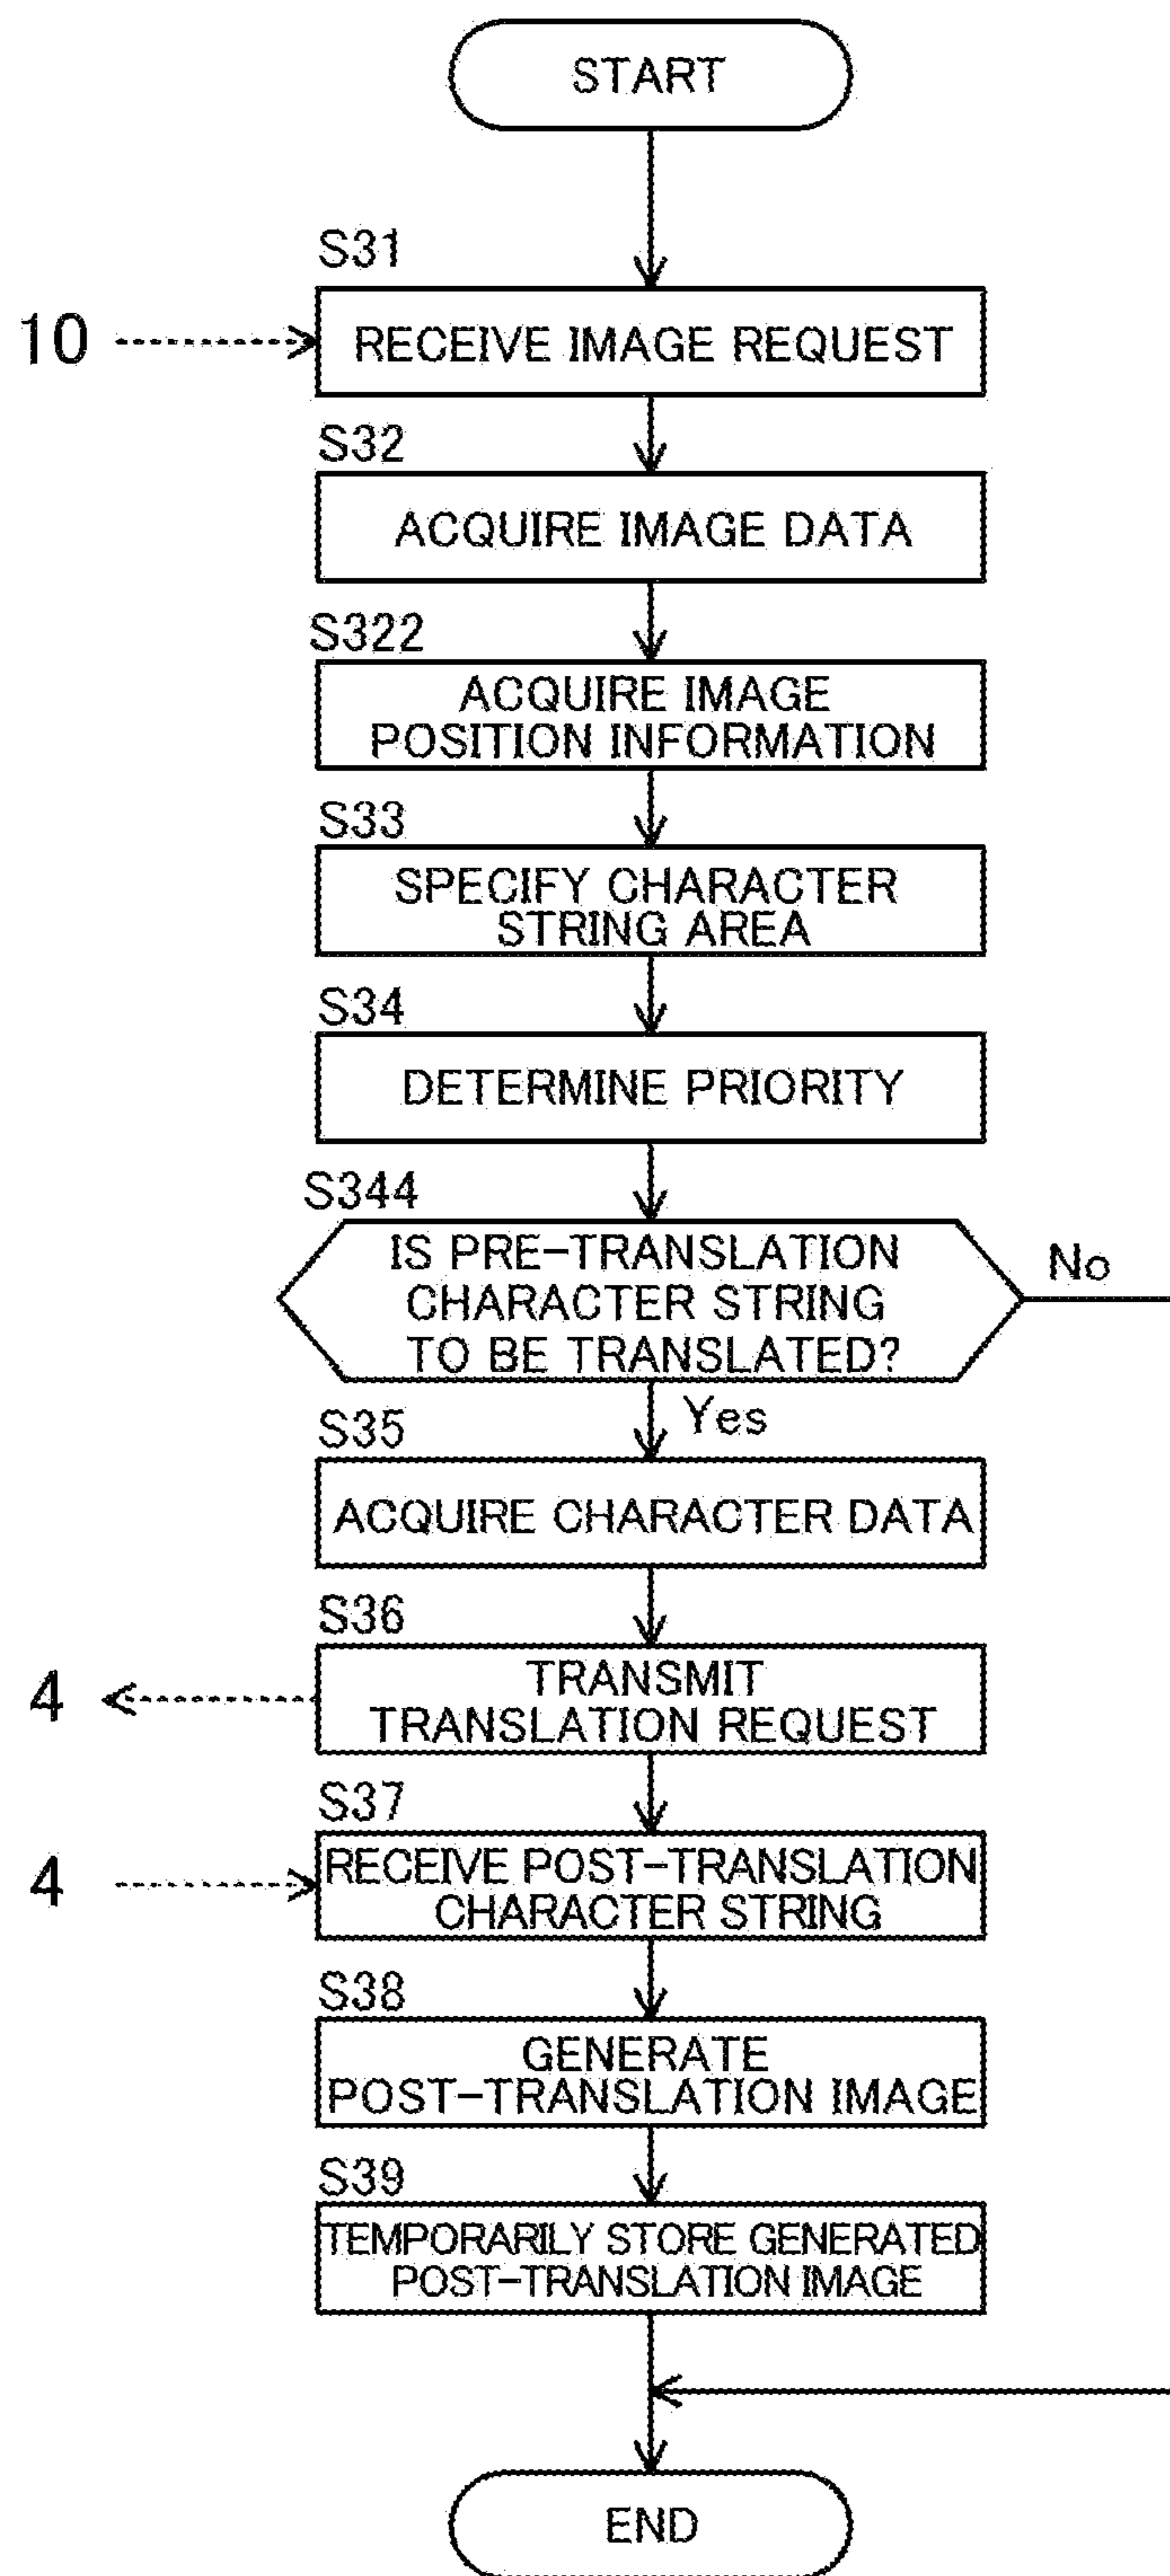 START
S31
10
RECEIVE IMAGE REQUEST
S32
ACQUIRE IMAGE DATA
S322
ACQUIRE IMAGE
POSITION INFORMATION
S33
SPECIFY CHARACTER
STRING AREA
S34
DETERMINE PRIORITY
S344
IS PRE-TRANSLATION
CHARACTER STRING
TO BE TRANSLATED?
No
Yes
S35
ACQUIRE CHARACTER DATA
S36
4
TRANSMIT
TRANSLATION REQUEST
S37
4
RECEIVE POST-TRANSLATION
CHARACTER STRING
S38
GENERATE
POST-TRANSLATION IMAGE
S39
TEMPORARILY STORE GENERATED
POST-TRANSLATION IMAGE
END